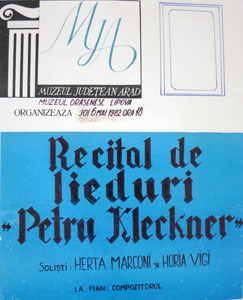 MJA
MUZEUL JUDEȚEAN ARAD
MUZEUL ORĂȘENESC LIPOVA
ORGANIZEAZĂ JOI 6 MAI 1982 ORA 18
Recital de
lieduri
"Petru Kleckner"
SOLIȘTI: HERTA MARCONI și HORIA VIGI
LA PIAN: COMPOZITORUL